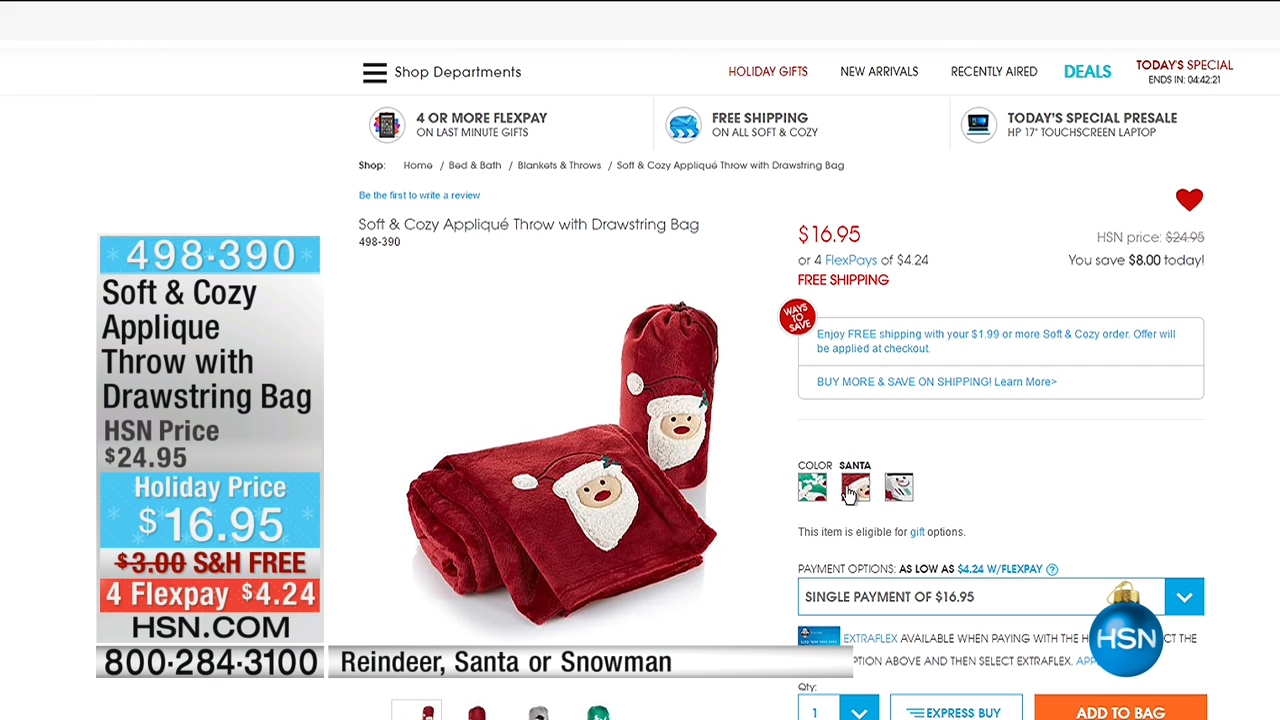 Shop Departments
HOLIDAY GIFTS
NEW ARRIVALS
RECENTLY AIRED
DEALS
TODAY'S SPECIAL
ENDS IN: 04:42:21
4 OR MORE FLEXPAY
ON LAST MINUTE GIFTS
FREE SHIPPING
ON ALL SOFT & COZY
TODAY'S SPECIAL PRESALE
HP 17" TOUCHSCREEN LAPTOP
Shop: Home / Bed & Bath / Blankets & Throws / Soft & Cozy Appliqué Throw with Drawstring Bag
Be the first to write a review
Soft & Cozy Appliqué Throw with Drawstring Bag
498-390
$16.95
HSN price: $24.95
or 4 FlexPays of $4.24
You save $8.00 today!
FREE SHIPPING
WAYS
TO
SAVE
Enjoy FREE shipping with your $1.99 or more Soft & Cozy order. Offer will
be applied at checkout.
BUY MORE & SAVE ON SHIPPING! Learn More>
COLOR SANTA
This item is eligible for gift options.
PAYMENT OPTIONS: AS LOW AS $4.24 W/FLEXPAY ?
SINGLE PAYMENT OF $16.95
EXTRAFLEX AVAILABLE WHEN PAYING WITH THE H CT THE
PTION ABOVE AND THEN SELECT EXTRAFLEX. APP
Qty:
1
EXPRESS BUY
ADD TO BAG
498-390
Soft & Cozy
Applique
Throw with
Drawstring Bag
HSN Price
$24.95
Holiday Price
$16.95
$3.00 S&H FREE
4 Flexpay $4.24
HSN.COM
800-284-3100
Reindeer, Santa or Snowman
HSN